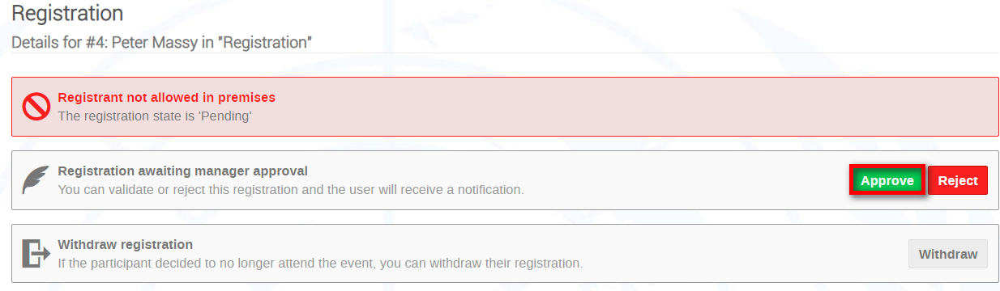 Registration
Details for #4: Peter Massy in "Registration"
Registrant not allowed in premises
The registration state is 'Pending'
Registration awaiting manager approval
You can validate or reject this registration and the user will receive a notification.
Approve
Reject
Withdraw registration
If the participant decided to no longer attend the event, you can withdraw their registration.
Withdraw